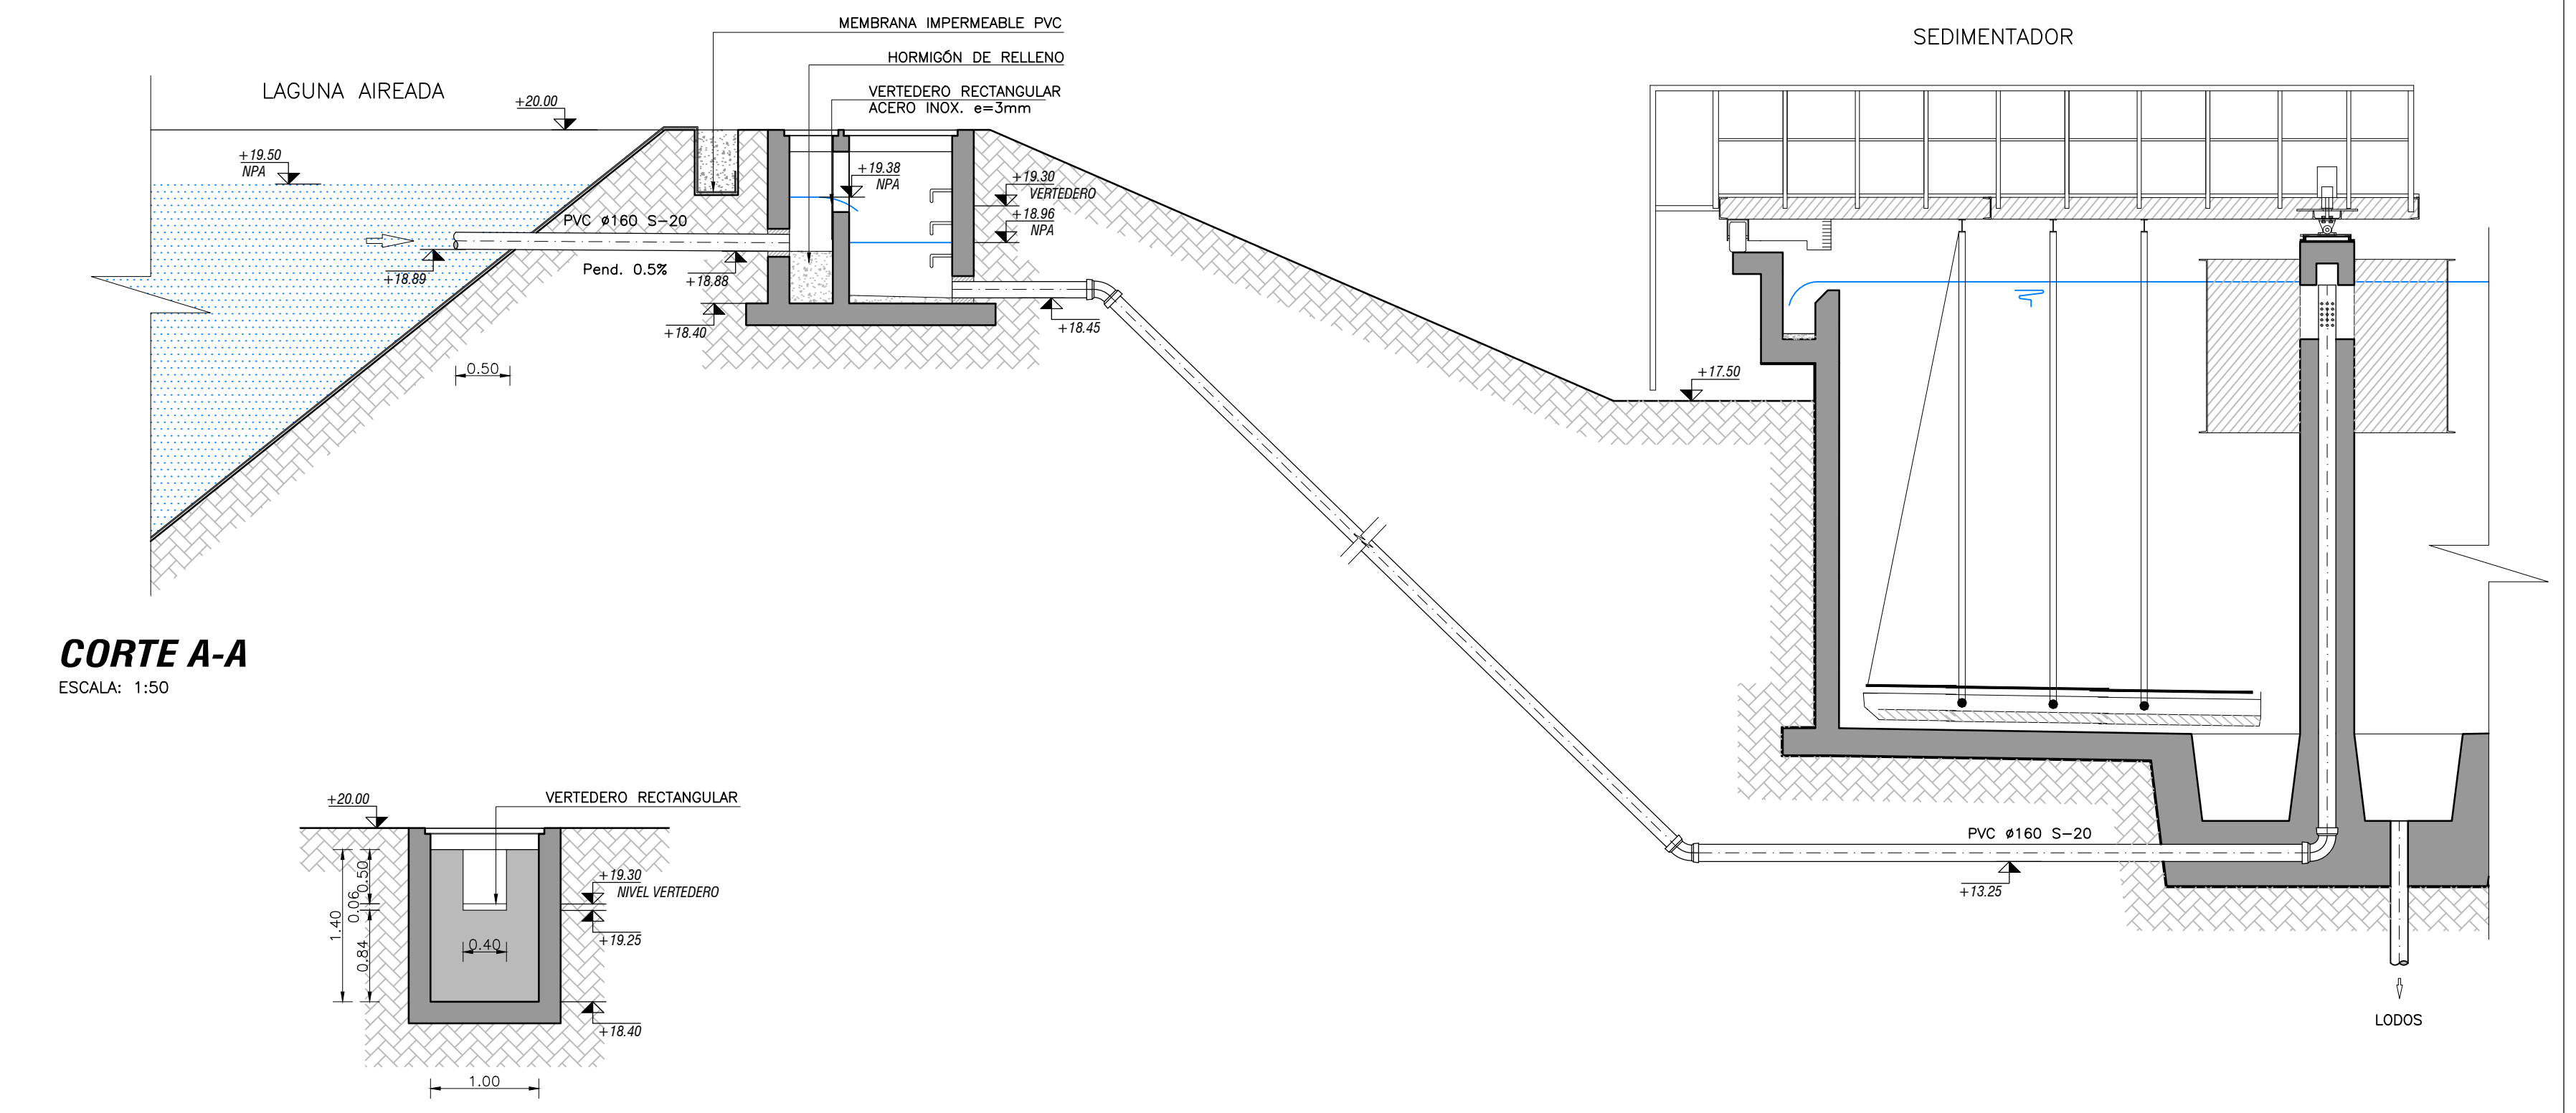 MEMBRANA IMPERMEABLE PVC
SEDIMENTADOR
HORMIGÓN DE RELLENO
LAGUNA AIREADA
+20.00
VERTEDERO RECTANGULAR
ACERO INOX. e=3mm
+19.50
NPA
+19.38
NPA
+19.30
VERTEDERO
+18.96
NPA
PVC ø160 S-20
+18.89
Pend. 0.5%
+18.88
+18.40
+18.45
0.50
+17.50
CORTE A-A
ESCALA: 1:50
+20.00
VERTEDERO RECTANGULAR
PVC ø160 S-20
+13.25
0.50
0.06
1.40
0.84
+19.30
NIVEL VERTEDERO
+19.25
0.40
+18.40
LODOS
1.00